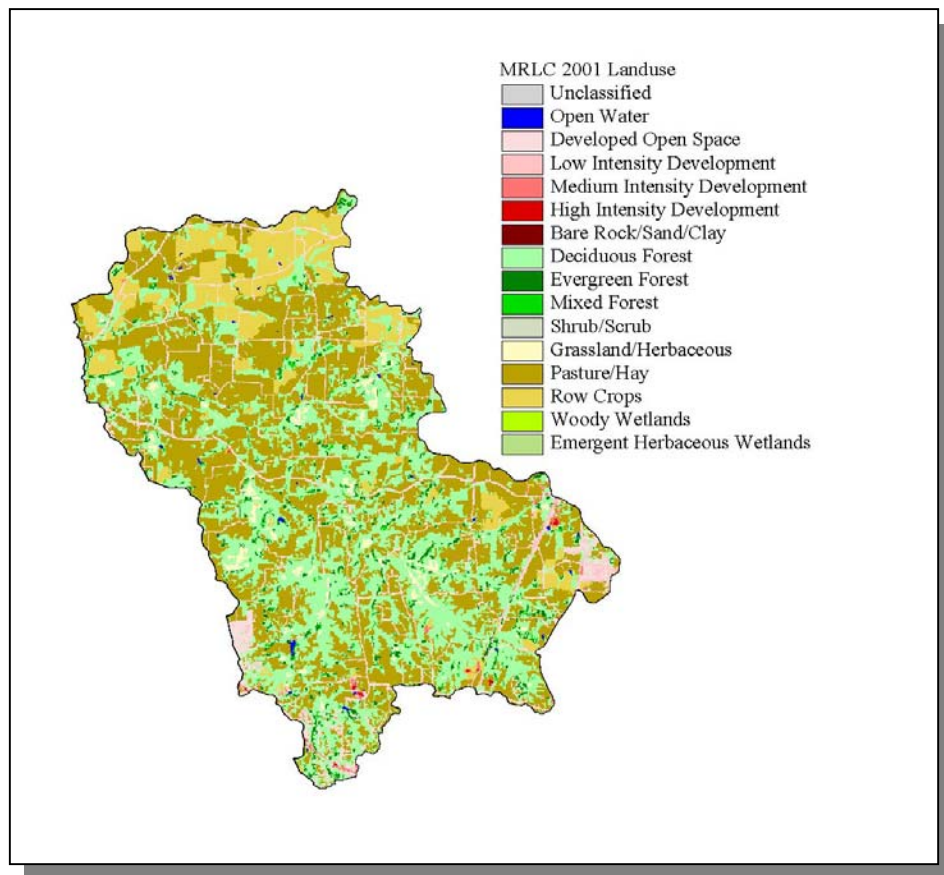 MRLC 2001 Landuse
Unclassified
Open Water
Developed Open Space
Low Intensity Development
Medium Intensity Development
High Intensity Development
Bare Rock/Sand/Clay
Deciduous Forest
Evergreen Forest
Mixed Forest
Shrub/Scrub
Grassland/Herbaceous
Pasture/Hay
Row Crops
Woody Wetlands
Emergent Herbaceous Wetlands